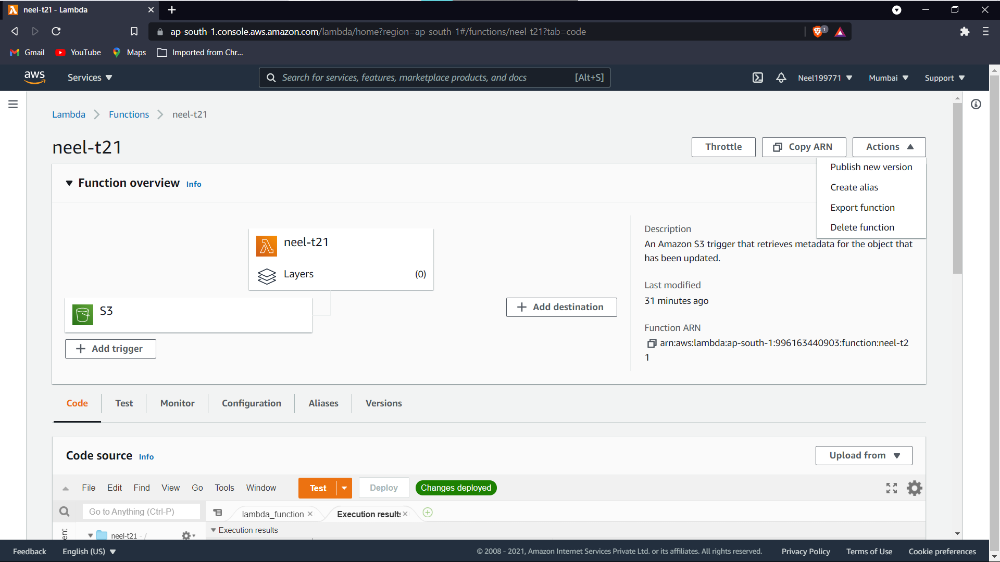 neel-t21 - Lambda
ap-south-1.console.aws.amazon.com/lambda/home?region=ap-south-1#/functions/neel-t21?tab=code
1
Gmail YouTube Maps Imported from Chr...
aws Services Search for services, features, marketplace products, and docs [Alt+S] Neel199771 Mumbai Support
Lambda Functions neel-t21
neel-t21
Throttle Copy ARN Actions
Publish new version
Create alias
Export function
Delete function
Function overview Info
neel-t21
Layers (0)
S3
Add trigger
Add destination
Description
An Amazon S3 trigger that retrieves metadata for the object that
has been updated.
Last modified
31 minutes ago
Function ARN
arn:aws:lambda:ap-south-1:996163440903:function:neel-t2
1
Code Test Monitor Configuration Aliases Versions
Code source Info
Upload from
File Edit Find View Go Tools Window Test Deploy Changes deployed
Go to Anything (Ctrl-P) lambda_function Execution results
neel-t21 - / Execution results
Feedback English (US) © 2008 - 2021, Amazon Internet Services Private Ltd. or its affiliates. All rights reserved. Privacy Policy Terms of Use Cookie preferences